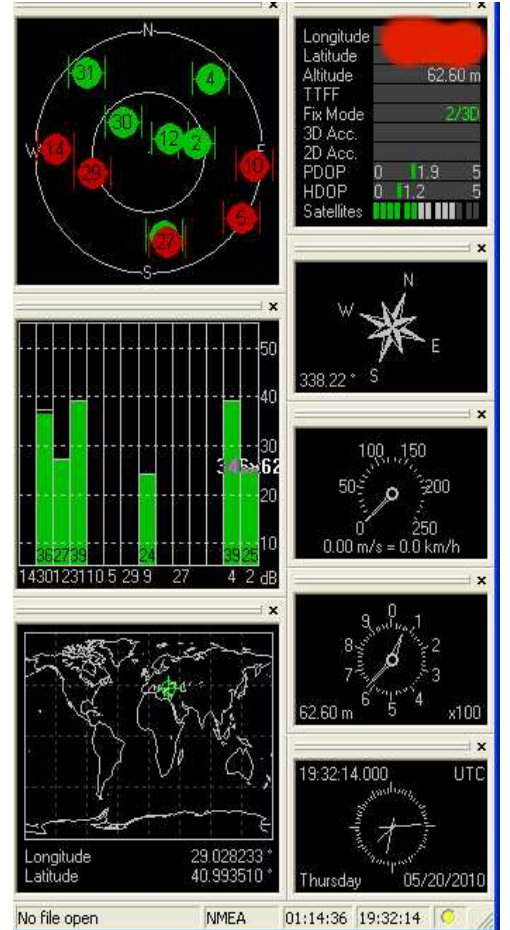 N
31
4
30
12
2
14
W
E
29
10
5
27
S
Longitude
Latitude
Altitude 62.60 m
TTFF
Fix Mode 2/3D
3D Acc.
2D Acc.
PDOP 0 1.9 5
HDOP 0 1.2 5
Satellites
N
W
E
S
338.22 °
50
40
30
20
10
36 27 39 24 39 25
14 30 12 31 10 5 29 9 27 4 2 dB
100 150
50 200
0 250
0.00 m/s = 0.0 km/h
0
9 1
8 2
7 3
6 5 4
62.60 m x100
Longitude 29.028233 °
Latitude 40.993510 °
19:32:14.000 UTC
Thursday 05/20/2010
No file open NMEA 01:14:36 19:32:14